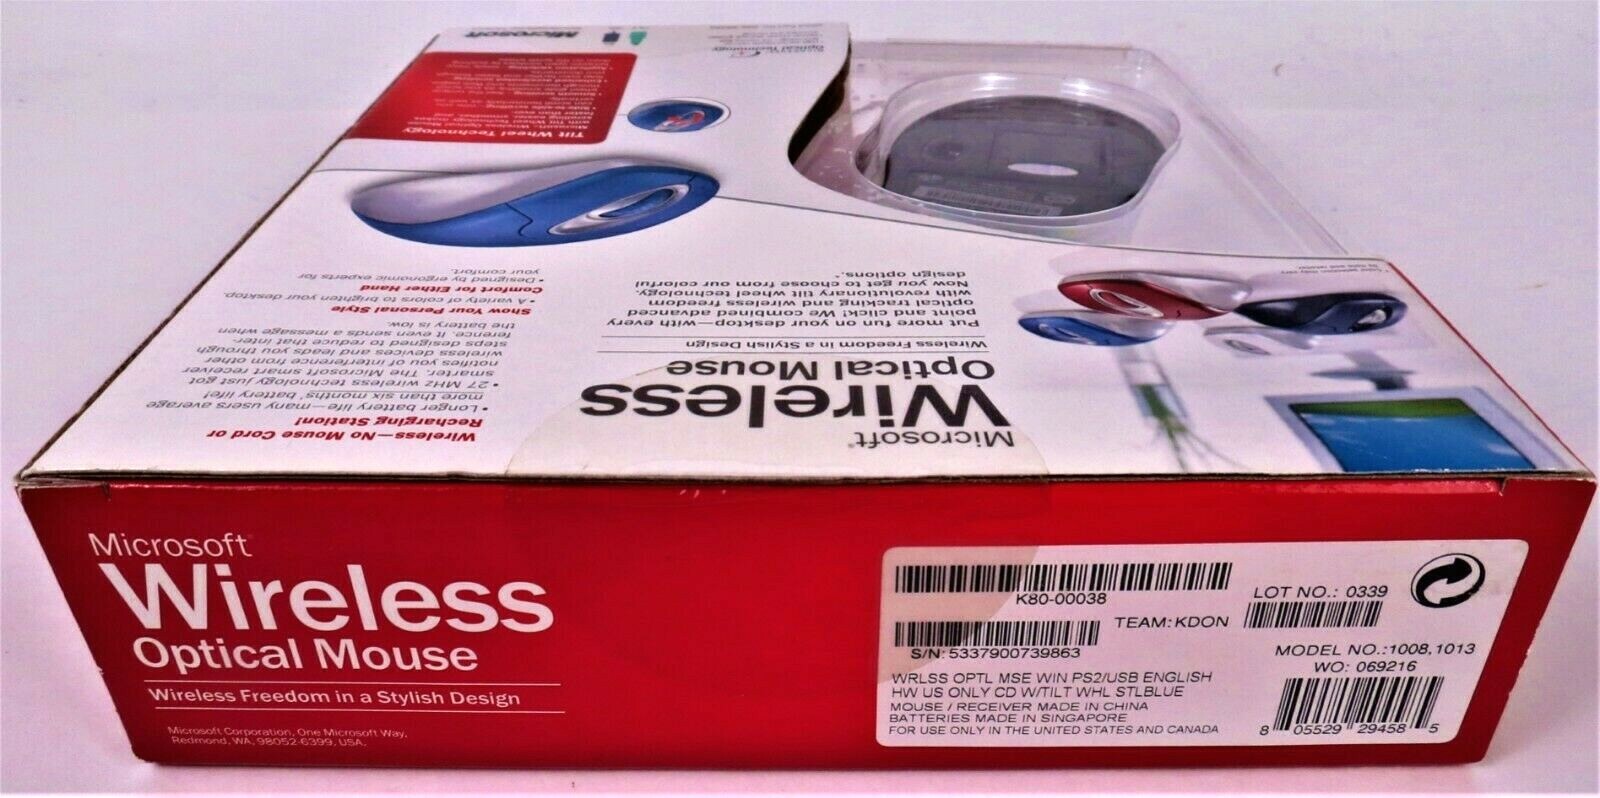 Microsoft
Microsoft
Wireless
Optical Mouse
Wireless Freedom in a Stylish Design
Put more fun on your desktop—with every
point and click! We combined advanced
optical tracking and wireless freedom
with revolutionary tilt wheel technology.
Now you get to choose from our colorful
design options.*
Wireless—No Mouse Cord or
Recharging Station!
• Longer battery life—many users average
more than six months' battery life!
• 27 MHz wireless technology just got
smarter. The Microsoft smart receiver
notifies you of interference from other
wireless devices and leads you through
steps designed to reduce that inter-
ference. It even sends a message when
the battery is low.
Show Your Personal Style
• A variety of colors to brighten your desktop.
Comfort for Either Hand
• Designed by ergonomic experts for
your comfort.
Tilt Wheel Technology
Optical Technology
Microsoft
Wireless
Optical Mouse
Wireless Freedom in a Stylish Design
Microsoft Corporation, One Microsoft Way,
Redmond, WA, 98052-6399, USA.
K80-00038
LOT NO.: 0339
TEAM: KDON
S/N: 5337900739863
MODEL NO.:1008,1013
WO: 069216
WRLSS OPTL MSE WIN PS2/USB ENGLISH
HW US ONLY CD W/TILT WHL STLBLUE
MOUSE / RECEIVER MADE IN CHINA
BATTERIES MADE IN SINGAPORE
FOR USE ONLY IN THE UNITED STATES AND CANADA
8 05529 29458 5